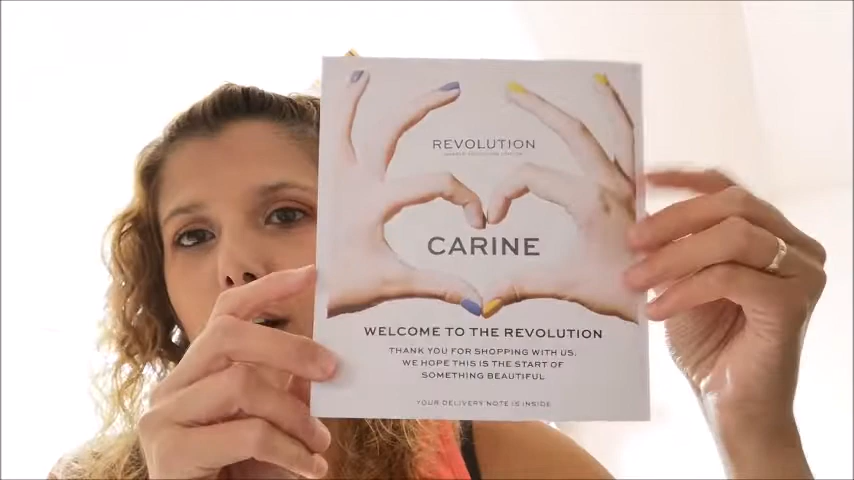 REVOLUTION
CARINE
WELCOME TO THE REVOLUTION
THANK YOU FOR SHOPPING WITH US.
WE HOPE THIS IS THE START OF
SOMETHING BEAUTIFUL
YOUR DELIVERY NOTE IS INSIDE